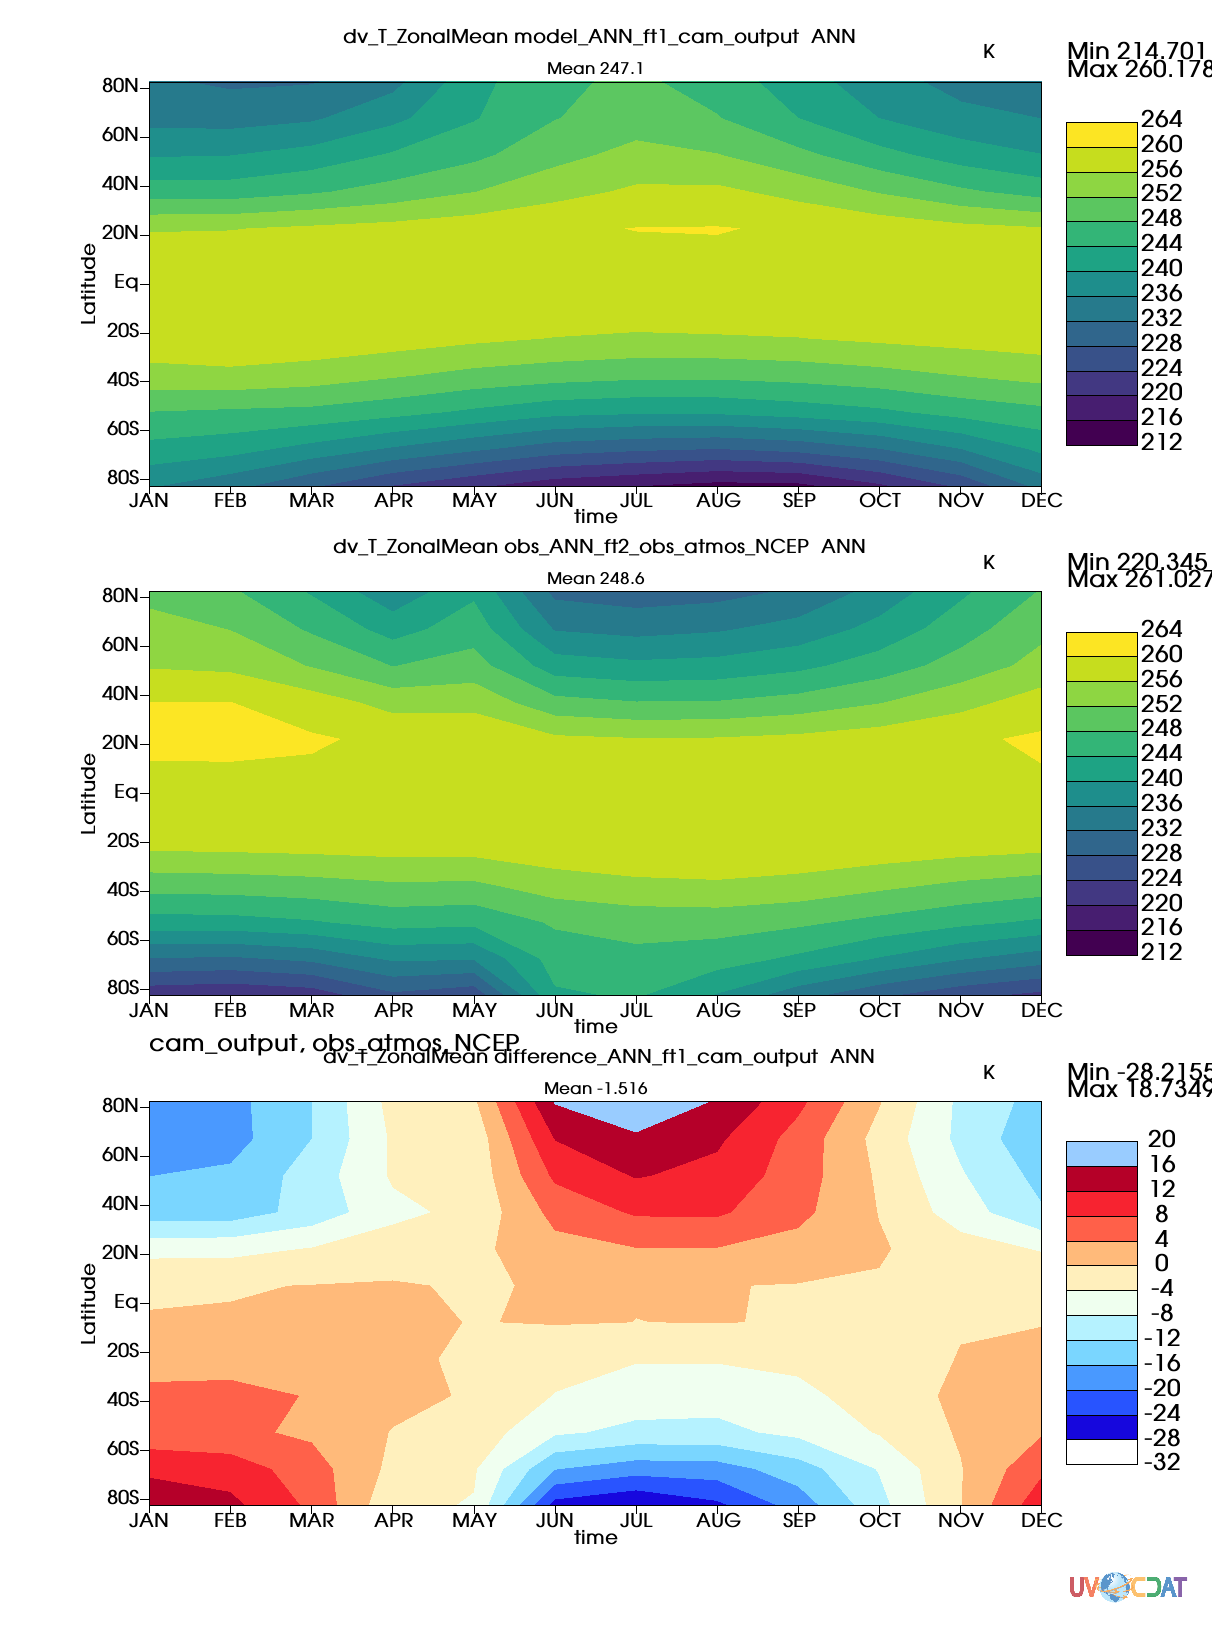 dv_T_ZonalMean model_ANN_ft1_cam_output ANN
Mean 247.1
K
Min 214.701
Max 260.178
80N
60N
40N
20N
Eq
20S
40S
60S
80S
Latitude
JAN FEB MAR APR MAY JUN JUL AUG SEP OCT NOV DEC
time
264
260
256
252
248
244
240
236
232
228
224
220
216
212
dv_T_ZonalMean obs_ANN_ft2_obs_atmos_NCEP ANN
Mean 248.6
K
Min 220.345
Max 261.027
80N
60N
40N
20N
Eq
20S
40S
60S
80S
Latitude
JAN FEB MAR APR MAY JUN JUL AUG SEP OCT NOV DEC
time
264
260
256
252
248
244
240
236
232
228
224
220
216
212
cam_output, obs_atmos_NCEP
dv_T_ZonalMean difference_ANN_ft1_cam_output ANN
Mean -1.516
K
Min -28.2155
Max 18.7349
80N
60N
40N
20N
Eq
20S
40S
60S
80S
Latitude
JAN FEB MAR APR MAY JUN JUL AUG SEP OCT NOV DEC
time
20
16
12
8
4
0
-4
-8
-12
-16
-20
-24
-28
-32
UV CDAT